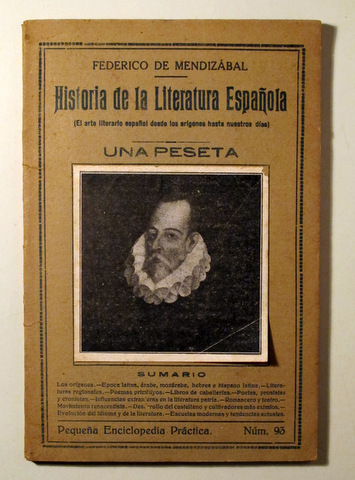 FEDERICO DE MENDIZÁBAL
Historia de la Literatura Española
(El arte literario español desde los orígenes hasta nuestros días)
UNA PESETA
SUMARIO
Los orígenes.—Epoca latina, árabe, mozárabe, hebrea e hispano latina.—Litera-
turas regionales.—Poemas primitivos.—Libros de caballerías.—Poetas, prosistas
y cronistas.—Influencias extranjeras en la literatura patria.—Romancero y teatro.—
Movimiento renacentista.—Desarrollo del castellano y cultivadores más eximios.—
Evolución del idioma y de la literatura.—Escuelas modernas y tendencias actuales.
Pequeña Enciclopedia Práctica. Núm. 93